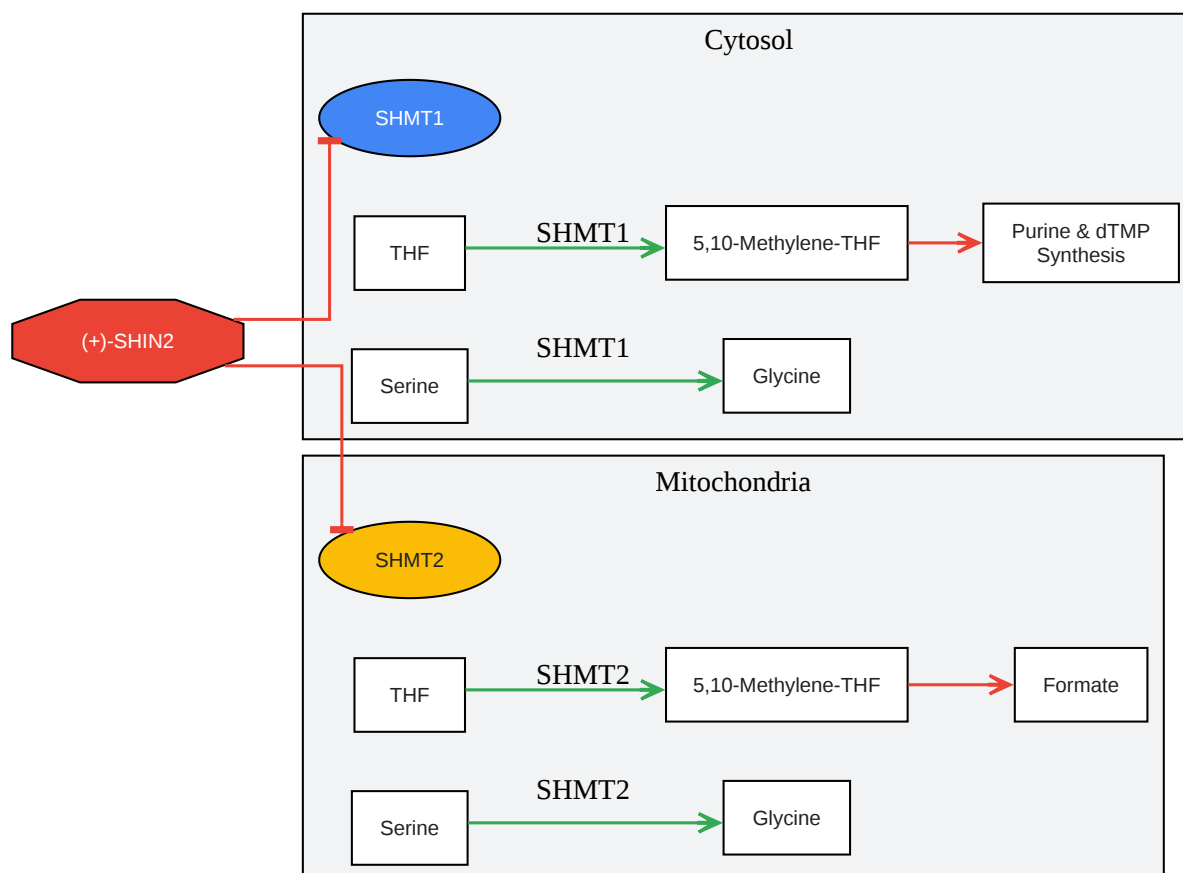 Cytosol
SHMT1
THF
SHMT1
5,10-Methylene-THF
Purine & dTMP
Synthesis
(+)-SHIN2
Serine
SHMT1
Glycine
Mitochondria
SHMT2
THF
SHMT2
5,10-Methylene-THF
Formate
Serine
SHMT2
Glycine